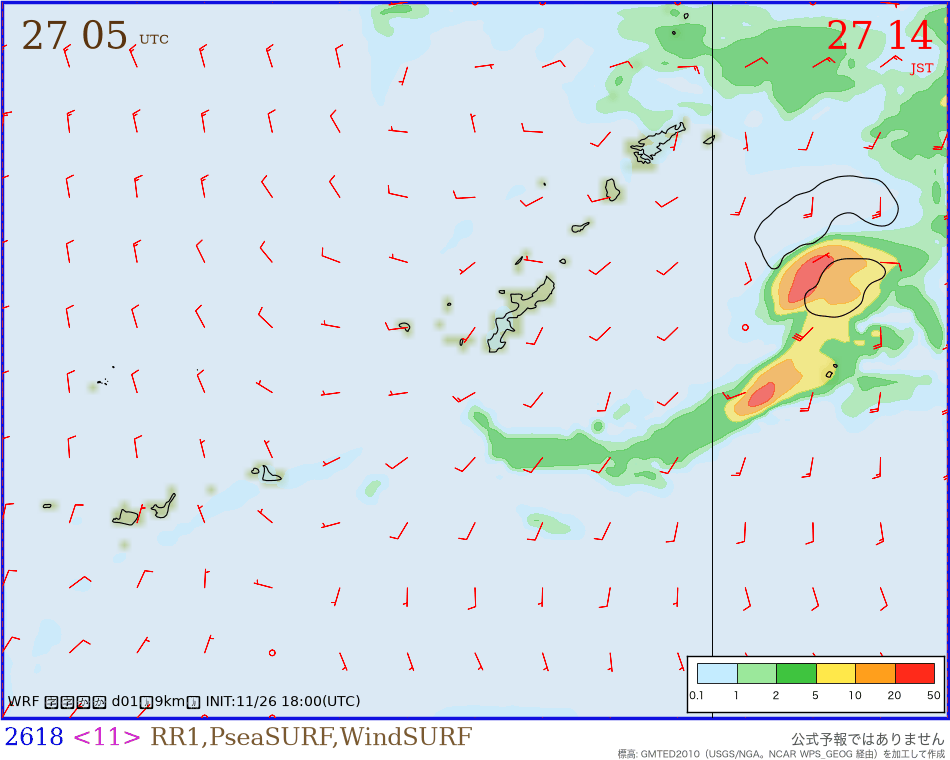 27 05 UTC
27 14
JST
WRF d01 9km INIT:11/26 18:00(UTC)
0.1 1 2 5 10 20 50
2618 <11> RR1,PseaSURF,WindSURF
公式予報ではありません
標高: GMTED2010（USGS/NGA。NCAR WPS_GEOG 経由）を加工して作成